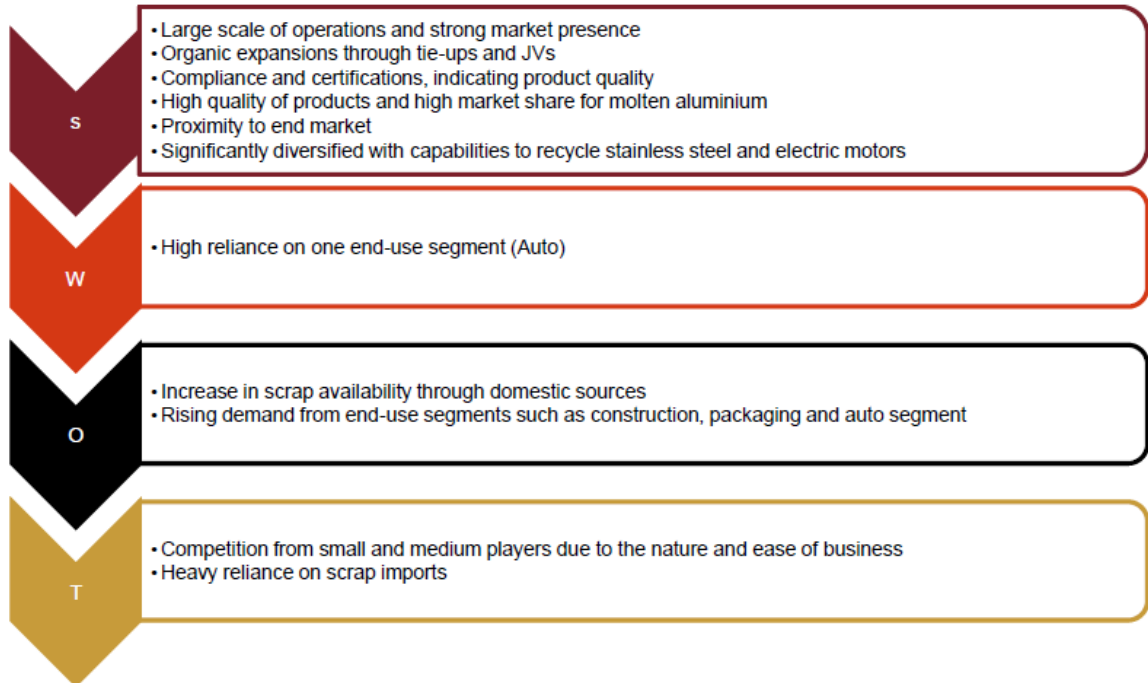 S
• Large scale of operations and strong market presence
• Organic expansions through tie-ups and JVs
• Compliance and certifications, indicating product quality
• High quality of products and high market share for molten aluminium
• Proximity to end market
• Significantly diversified with capabilities to recycle stainless steel and electric motors
W
• High reliance on one end-use segment (Auto)
O
• Increase in scrap availability through domestic sources
• Rising demand from end-use segments such as construction, packaging and auto segment
T
• Competition from small and medium players due to the nature and ease of business
• Heavy reliance on scrap imports